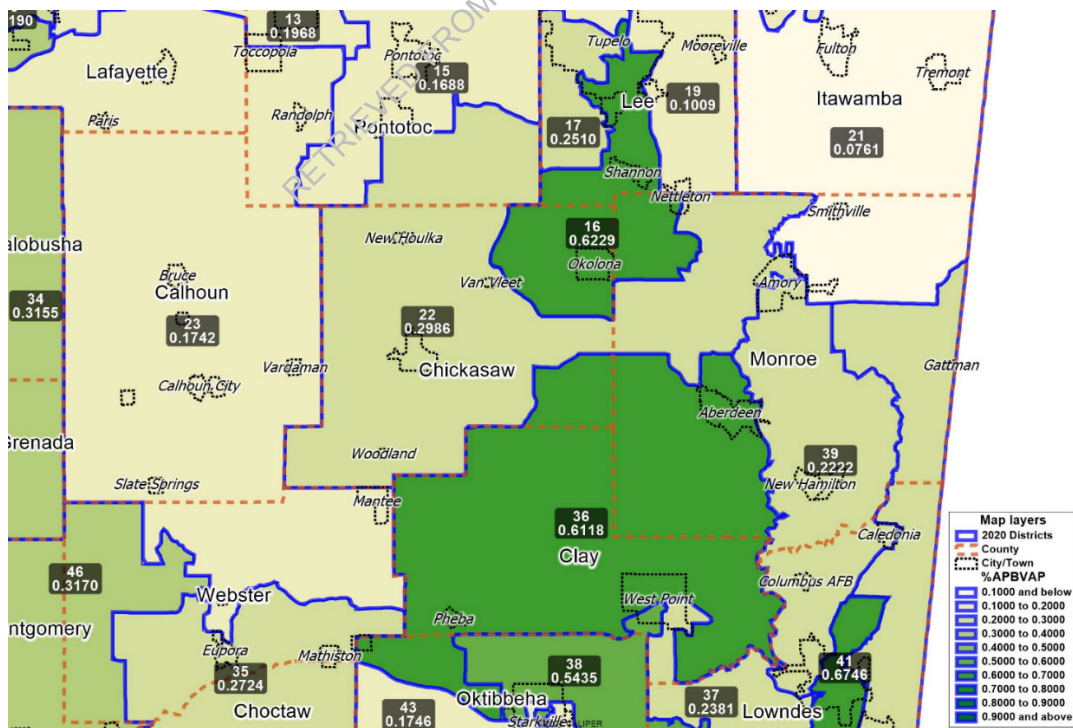 190
13
0.1968
Toccopola
Lafayette
Pontotoc
15
0.1688
Tupelo
Mooreville
Fulton
Tremont
Itawamba
Lee
19
0.1009
Paris
Randolph
Pontotoc
17
0.2510
21
0.0761
RETRIEVED FROM
Shannon
Nettleton
Smithville
16
0.6229
Okolona
New Houlka
alobusha
Bruce
Calhoun
Van Vleet
Amory
34
0.3155
23
0.1742
22
0.2986
Chickasaw
Monroe
Gattman
Vardaman
Calhoun City
Aberdeen
Grenada
Woodland
39
0.2222
New Hamilton
Slate Springs
Mantee
36
0.6118
Clay
Caledonia
46
0.3170
Columbus AFB
Webster
West Point
ntgomery
Pheba
Eupora
Mathiston
35
0.2724
38
0.5435
41
0.6746
Oktibbeha
37
0.2381
Choctaw
43
0.1746
Starkville
LIPER
Lowndes
Map layers
2020 Districts
County
City/Town
%APBVAP
0.1000 and below
0.1000 to 0.2000
0.2000 to 0.3000
0.3000 to 0.4000
0.4000 to 0.5000
0.5000 to 0.6000
0.6000 to 0.7000
0.7000 to 0.8000
0.8000 to 0.9000
0.9000 and above